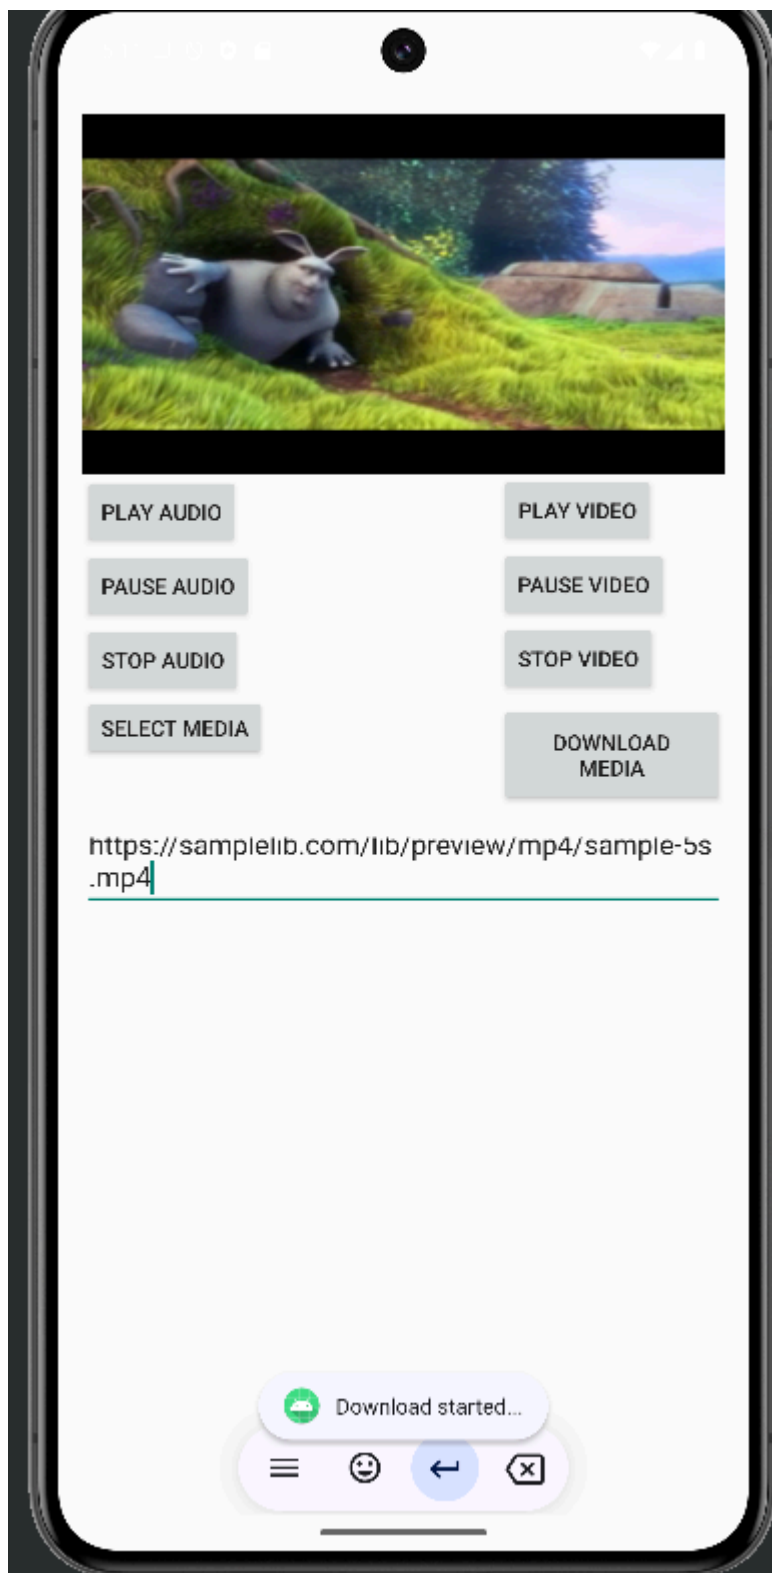 PLAY AUDIO
PLAY VIDEO
PAUSE AUDIO
PAUSE VIDEO
STOP AUDIO
STOP VIDEO
SELECT MEDIA
DOWNLOAD
MEDIA
https://samplelib.com/lib/preview/mp4/sample-5s
.mp4
Download started...